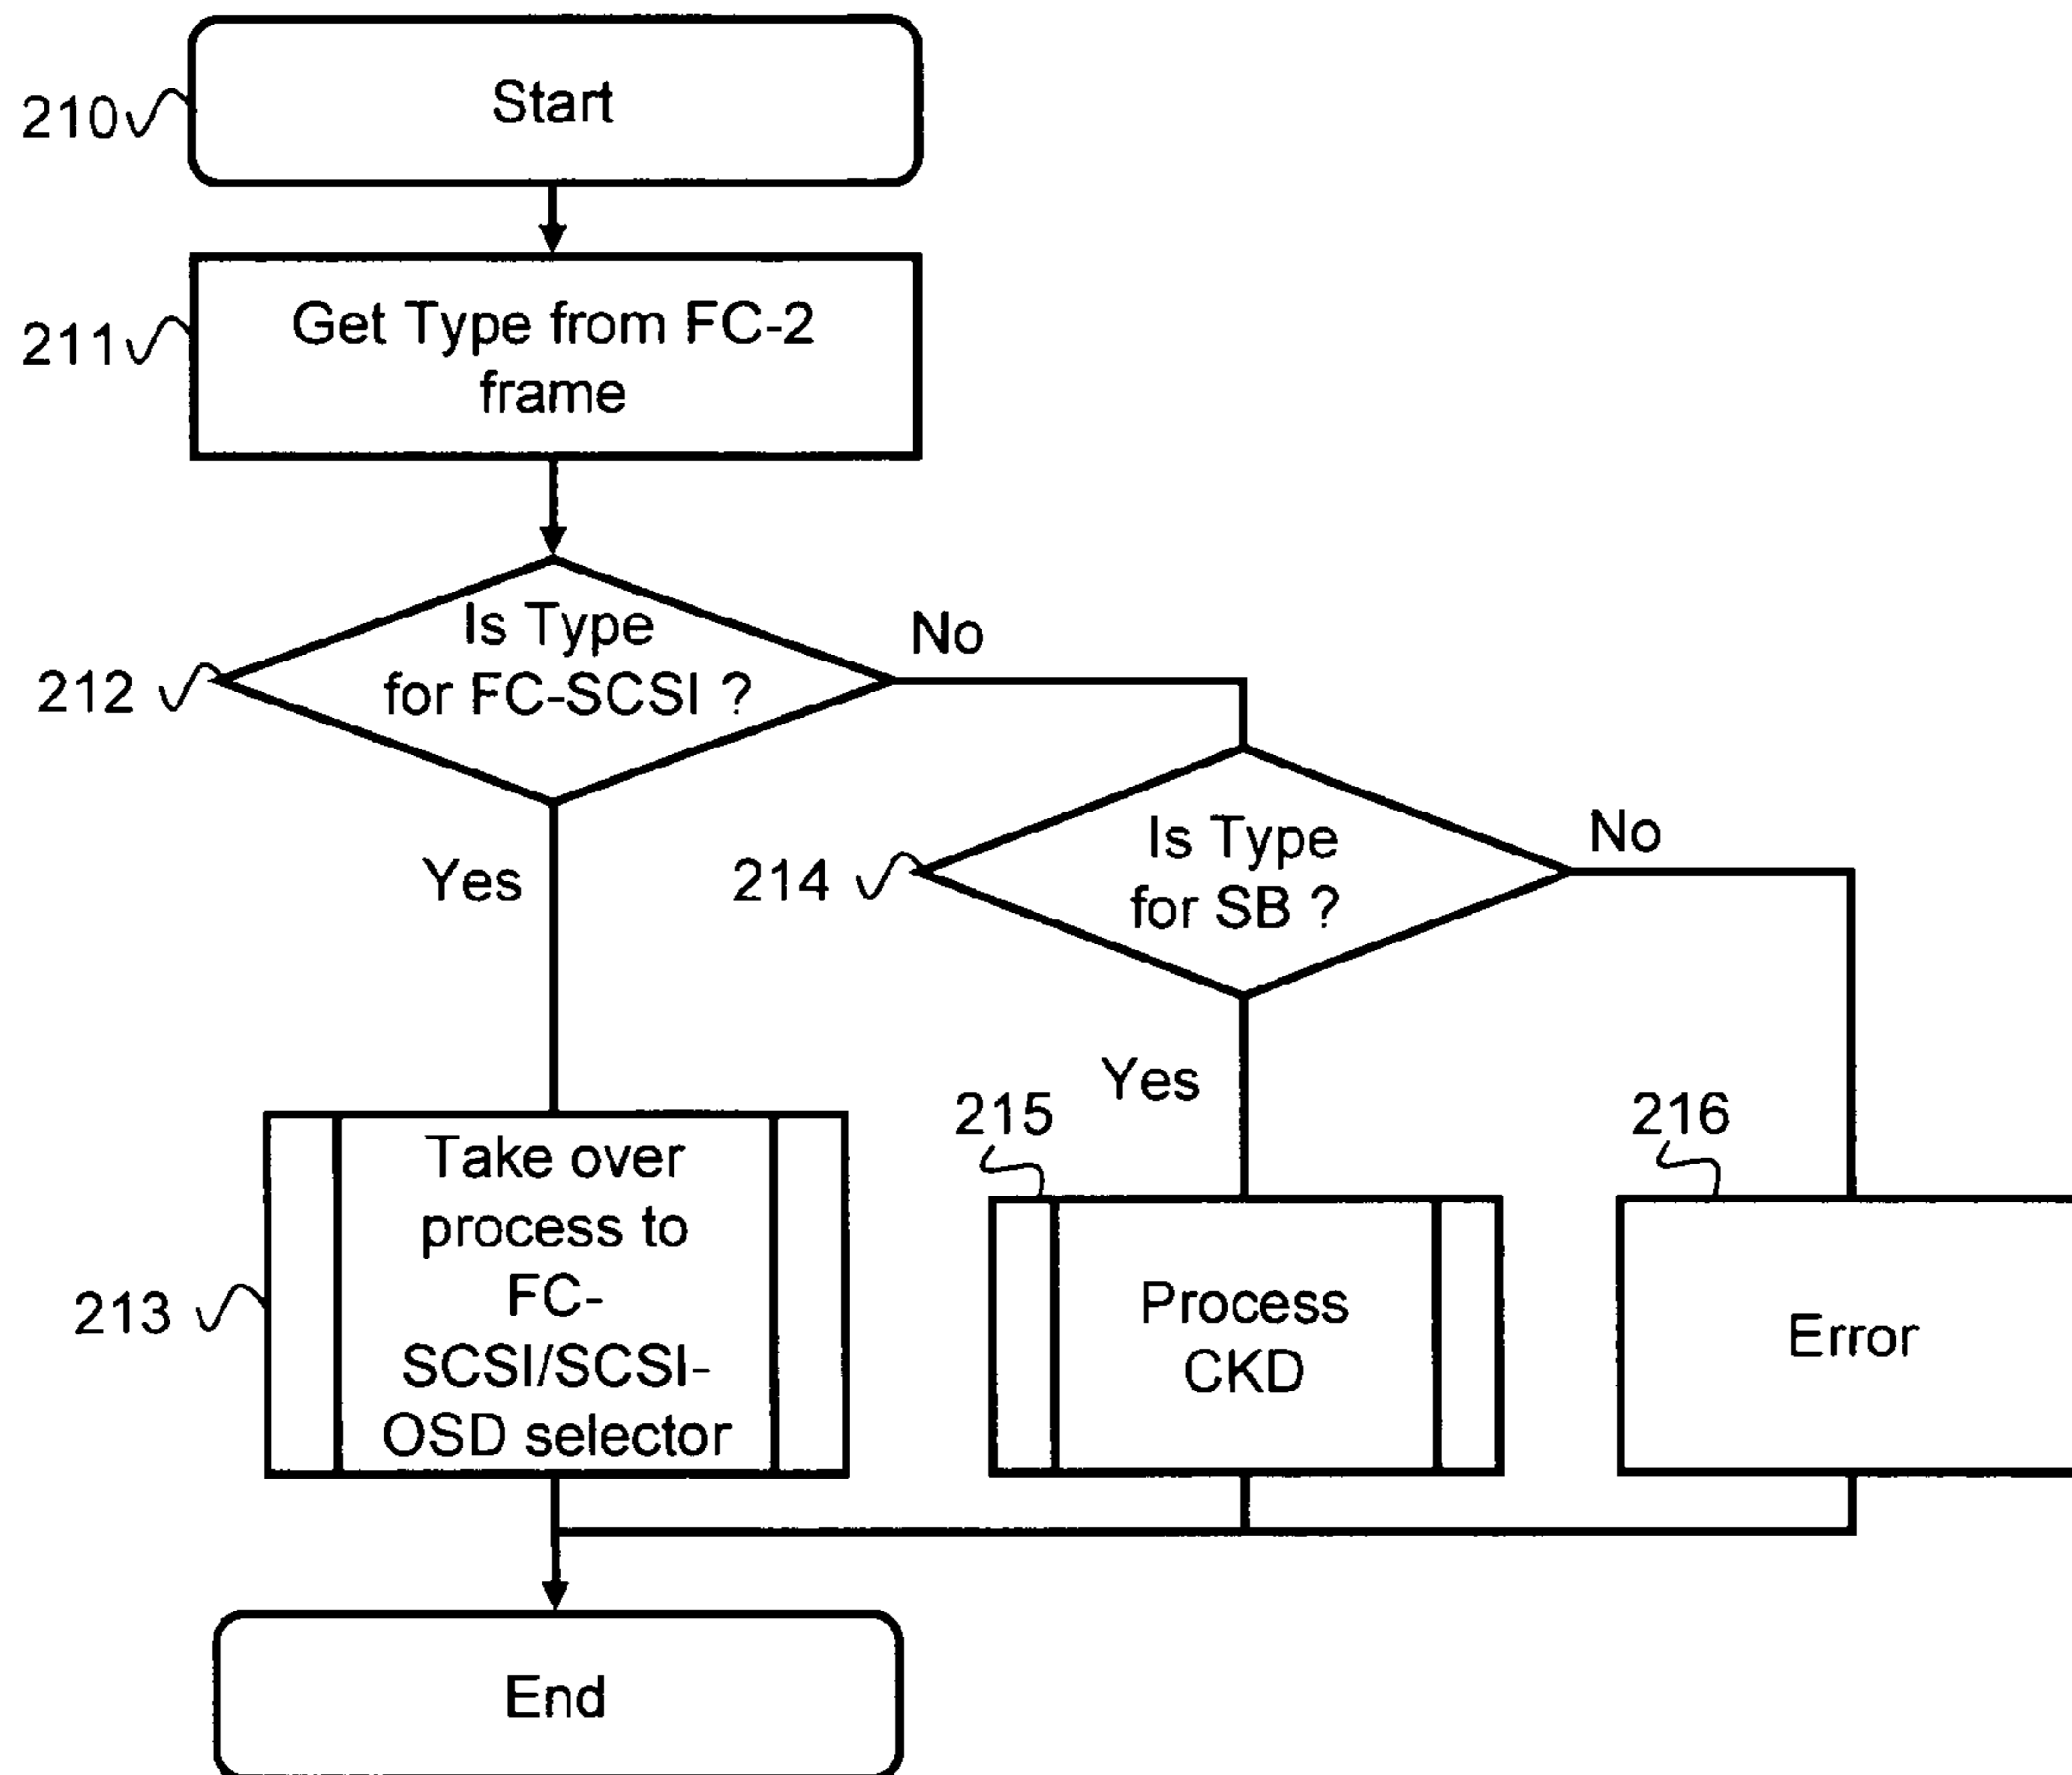 Start
210
Get Type from FC-2
frame
211
Is Type
for FC-SCSI ?
212
No
Yes
Is Type
for SB ?
214
No
Yes
215
216
Take over
process to
FC-
SCSI/SCSI-
OSD selector
213
Process
CKD
Error
End